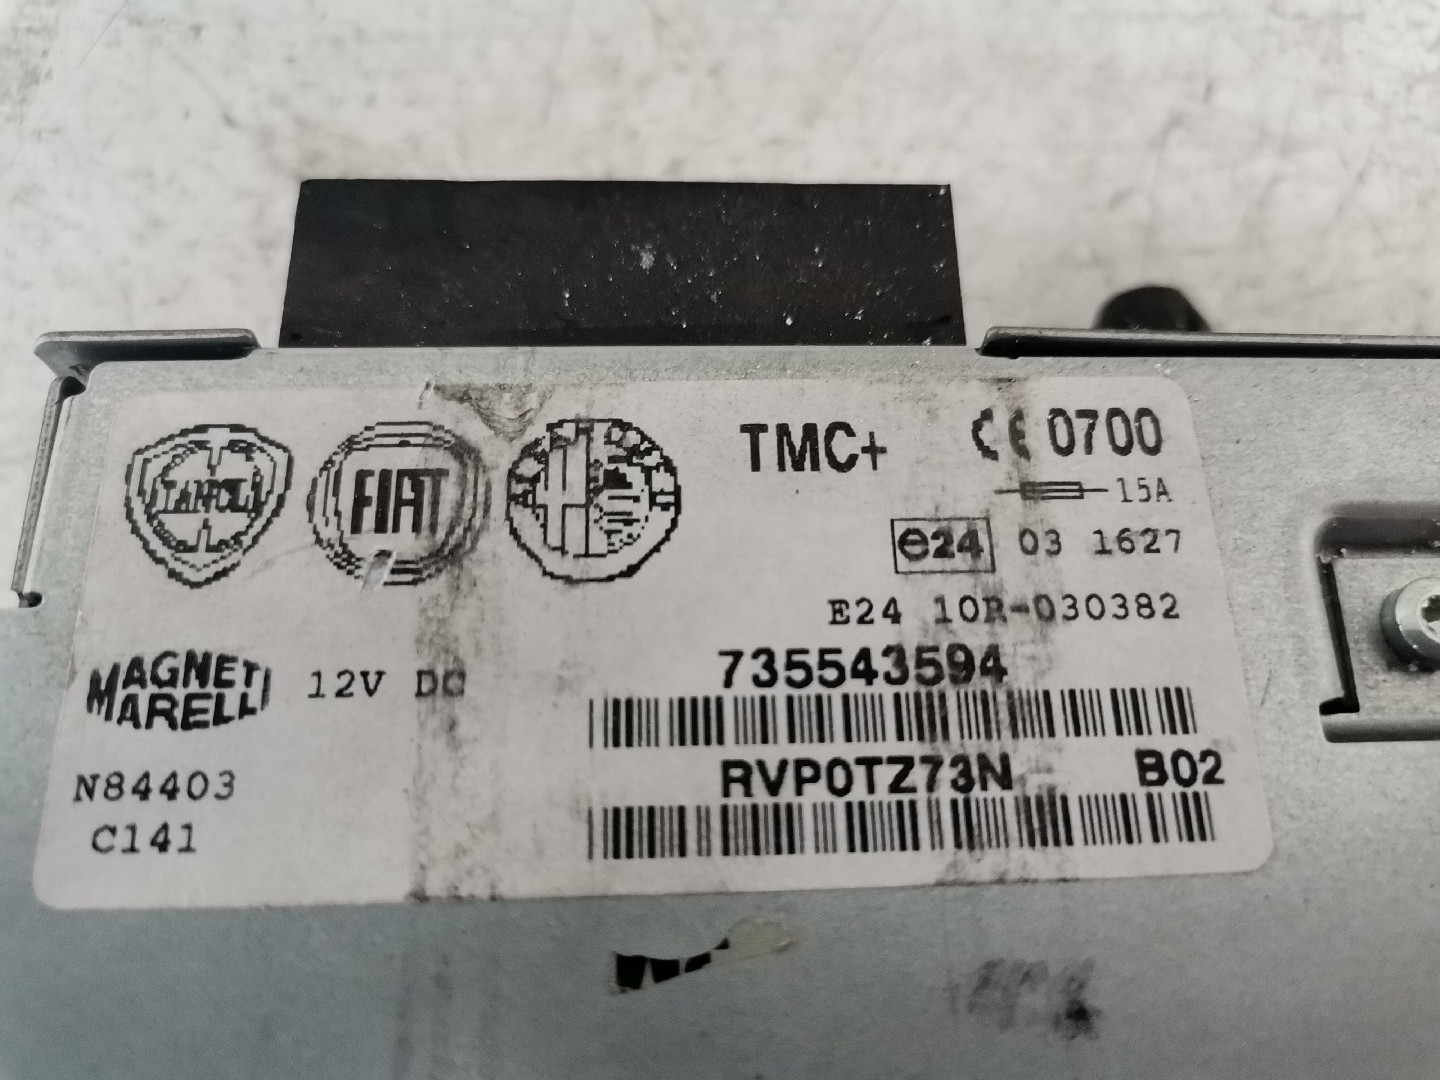 FIAT
TMC+
CE 0700
15A
e24 03 1627
E24 10R-030382
MAGNETI
MARELLI
12V DC
735543594
N84403
C141
RVP0TZ73N B02